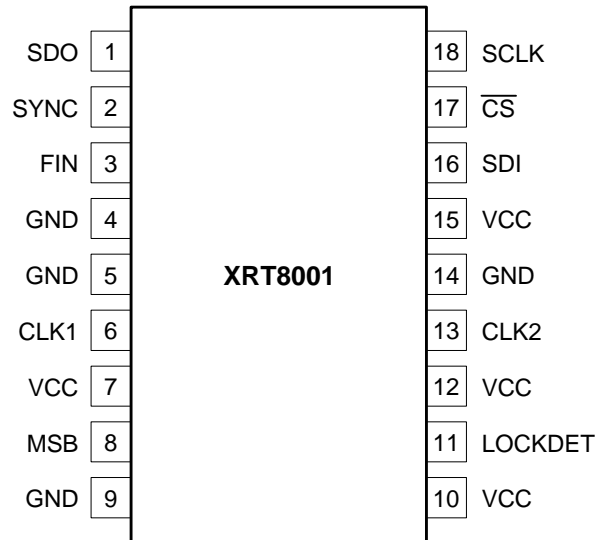 SDO 1 18 SCLK
SYNC 2 17 C̅S̅
FIN 3 16 SDI
GND 4 15 VCC
GND 5 XRT8001 14 GND
CLK1 6 13 CLK2
VCC 7 12 VCC
MSB 8 11 LOCKDET
GND 9 10 VCC